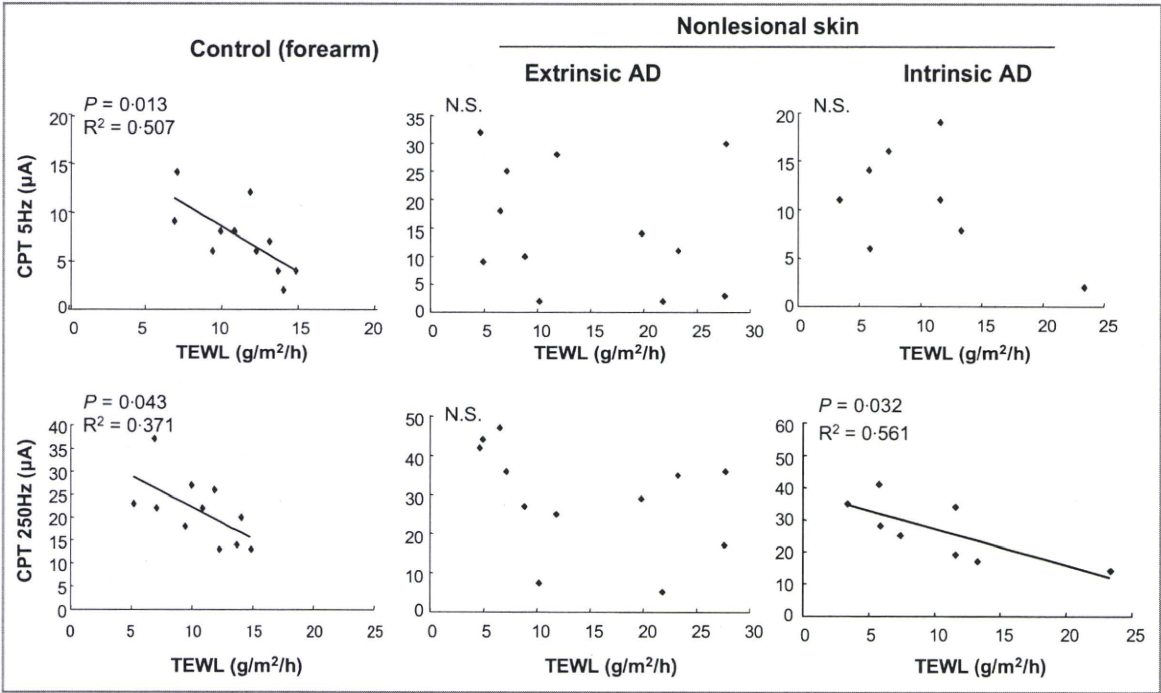 Nonlesional skin
Control (forearm)
Extrinsic AD
Intrinsic AD
P = 0·013
R² = 0·507
CPT 5Hz (µA)
20
15
10
5
0
0 5 10 15 20
TEWL (g/m²/h)
N.S.
35
30
25
20
15
10
5
0
0 5 10 15 20 25 30
TEWL (g/m²/h)
N.S.
20
15
10
5
0
0 5 10 15 20 25
TEWL (g/m²/h)
P = 0·043
R² = 0·371
CPT 250Hz (µA)
40
35
30
25
20
15
10
5
0
0 5 10 15 20 25
TEWL (g/m²/h)
N.S.
50
40
30
20
10
0
0 5 10 15 20 25 30
TEWL (g/m²/h)
P = 0·032
R² = 0·561
60
50
40
30
20
10
0
0 5 10 15 20 25
TEWL (g/m²/h)